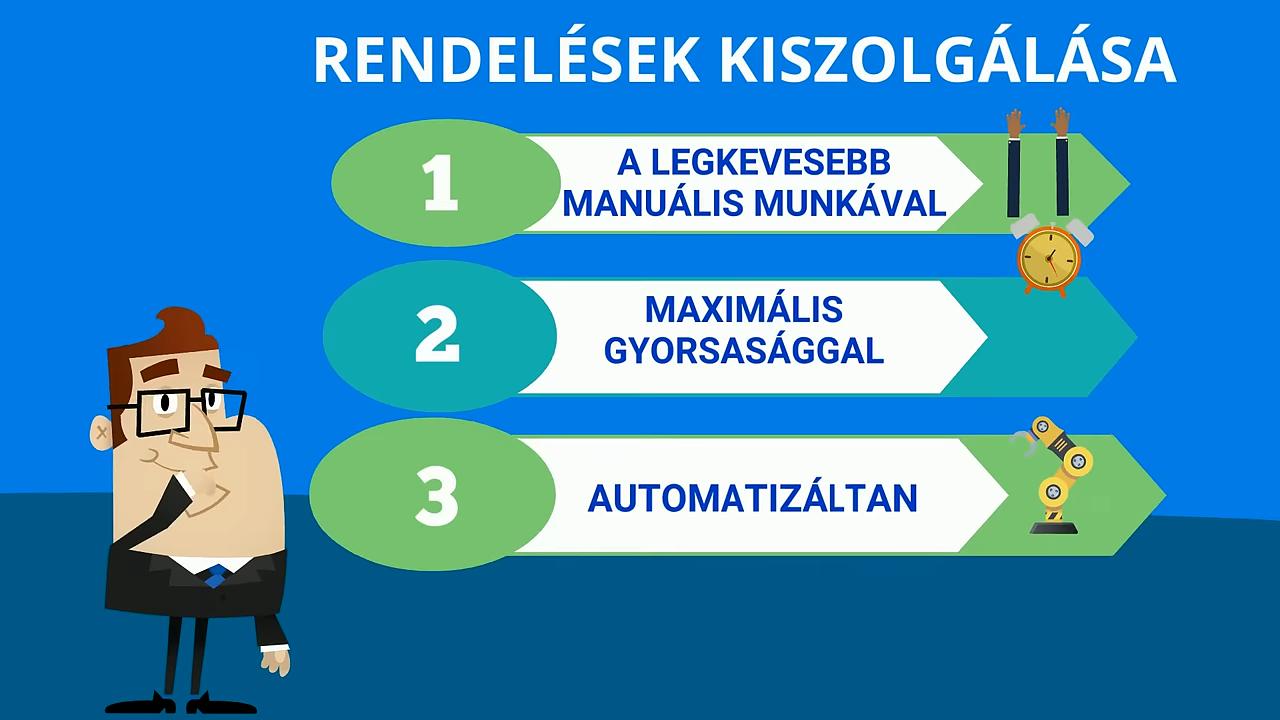 RENDELÉSEK KISZOLGÁLÁSA
1
A LEGKEVESEBB
MANUÁLIS MUNKÁVAL
2
MAXIMÁLIS
GYORSASÁGGAL
3
AUTOMATIZÁLTAN